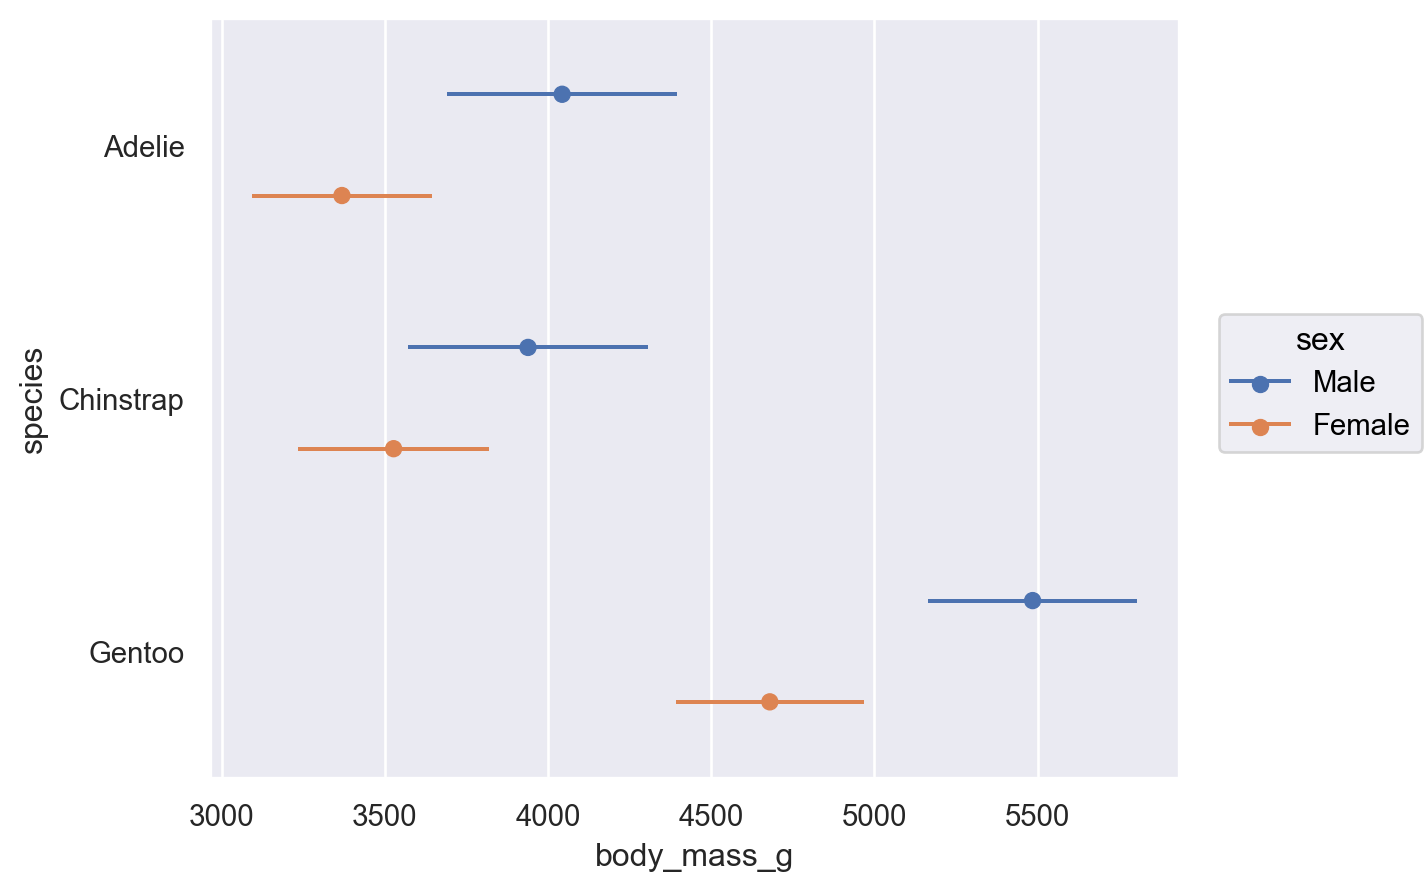 species
Adelie
Chinstrap
Gentoo
3000 3500 4000 4500 5000 5500
body_mass_g
sex
Male
Female